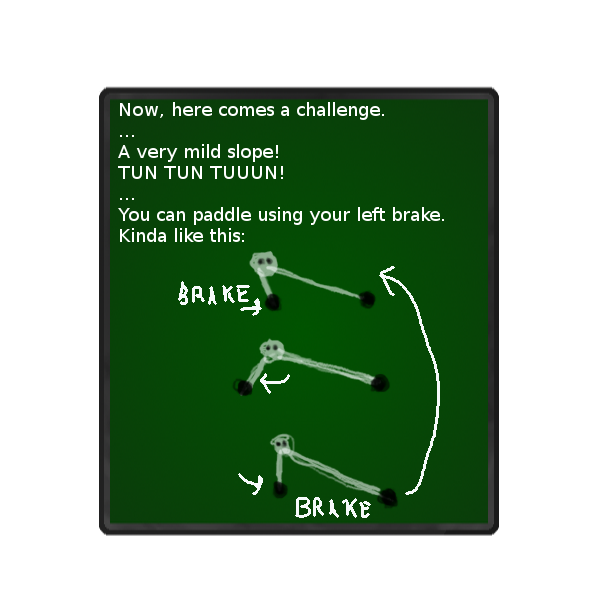 Now, here comes a challenge.
...
A very mild slope!
TUN TUN TUUUN!
...
You can paddle using your left brake.
Kinda like this:
BRAKE
BRAKE